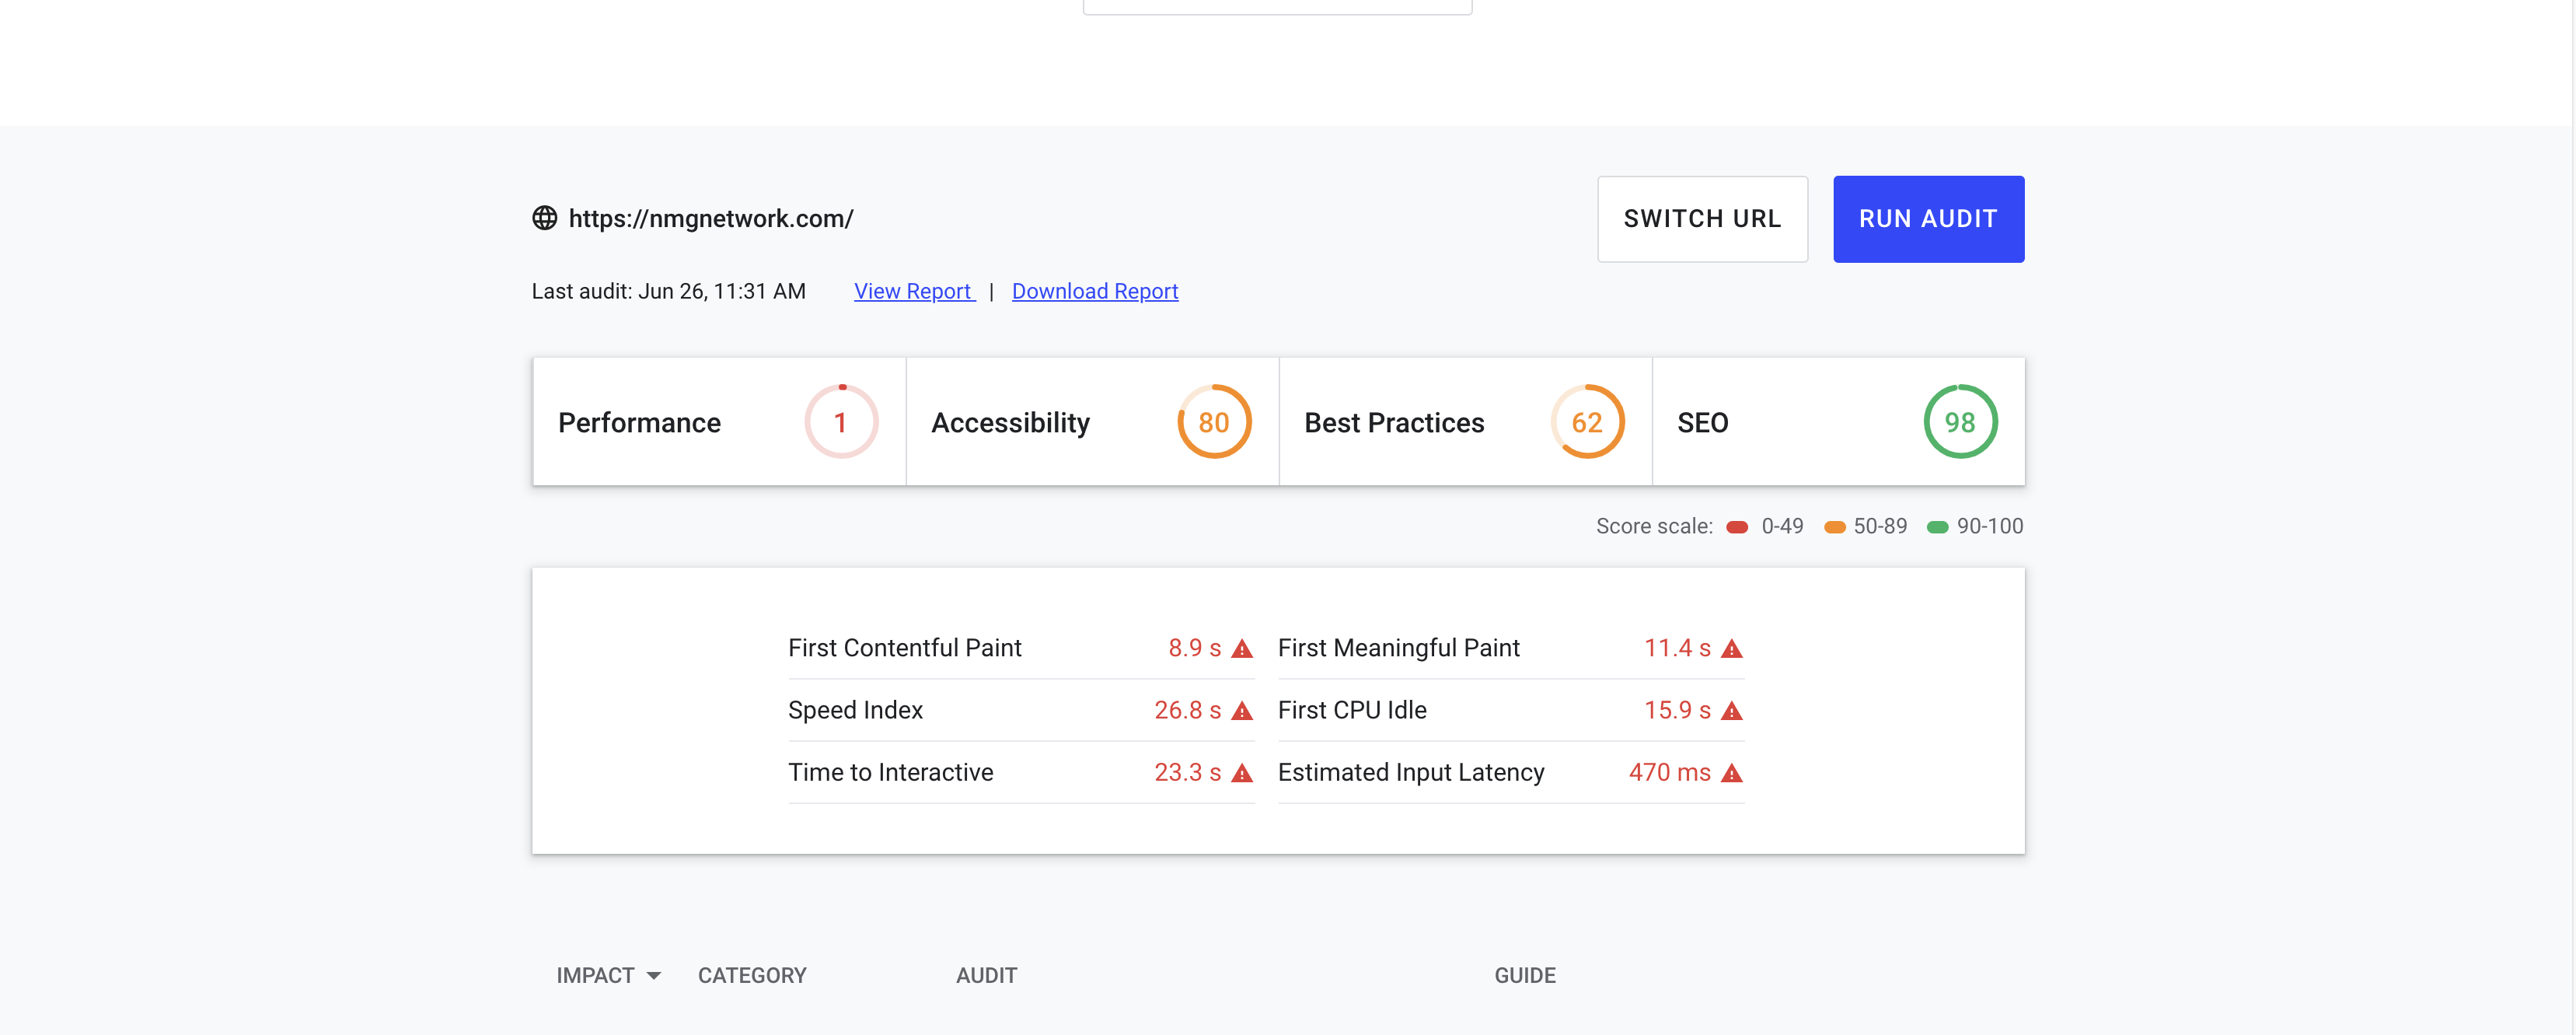 https://nmgnetwork.com/
SWITCH URL
RUN AUDIT
Last audit: Jun 26, 11:31 AM View Report | Download Report
Performance 1
Accessibility 80
Best Practices 62
SEO 98
Score scale: 0-49 50-89 90-100
First Contentful Paint 8.9 s
First Meaningful Paint 11.4 s
Speed Index 26.8 s
First CPU Idle 15.9 s
Time to Interactive 23.3 s
Estimated Input Latency 470 ms
IMPACT CATEGORY AUDIT GUIDE